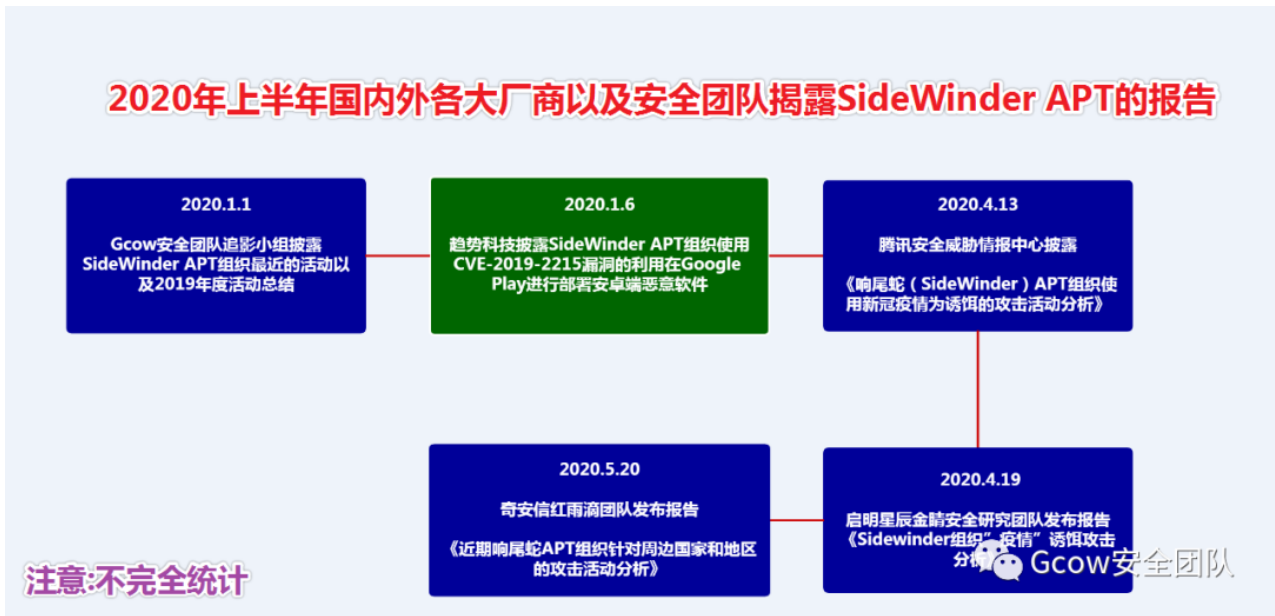 2020年上半年国内外各大厂商以及安全团队揭露SideWinder APT的报告
2020.1.1
Gcow安全团队追影小组披露
SideWinder APT组织最近的活动以
及2019年度活动总结
2020.1.6
趋势科技披露SideWinder APT组织使用
CVE-2019-2215漏洞的利用在Google
Play进行部署安卓端恶意软件
2020.4.13
腾讯安全威胁情报中心披露
《响尾蛇（SideWinder）APT组织使
用新冠疫情为诱饵的攻击活动分析》
2020.4.19
启明星辰金睛安全研究团队发布报告
《Sidewinder组织”疫情”诱饵攻击
分析
2020.5.20
奇安信红雨滴团队发布报告
《近期响尾蛇APT组织针对周边国家和地区
的攻击活动分析》
注意:不完全统计
Gcow安全团队